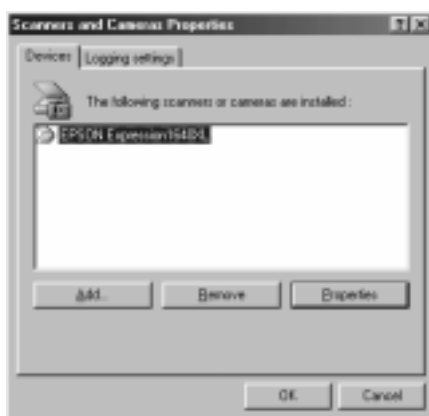 Scanners and Cameras Properties
Devices Logging settings
The following scanners or cameras are installed :
EPSON Expression1640XL
Add... Remove Properties
OK Cancel